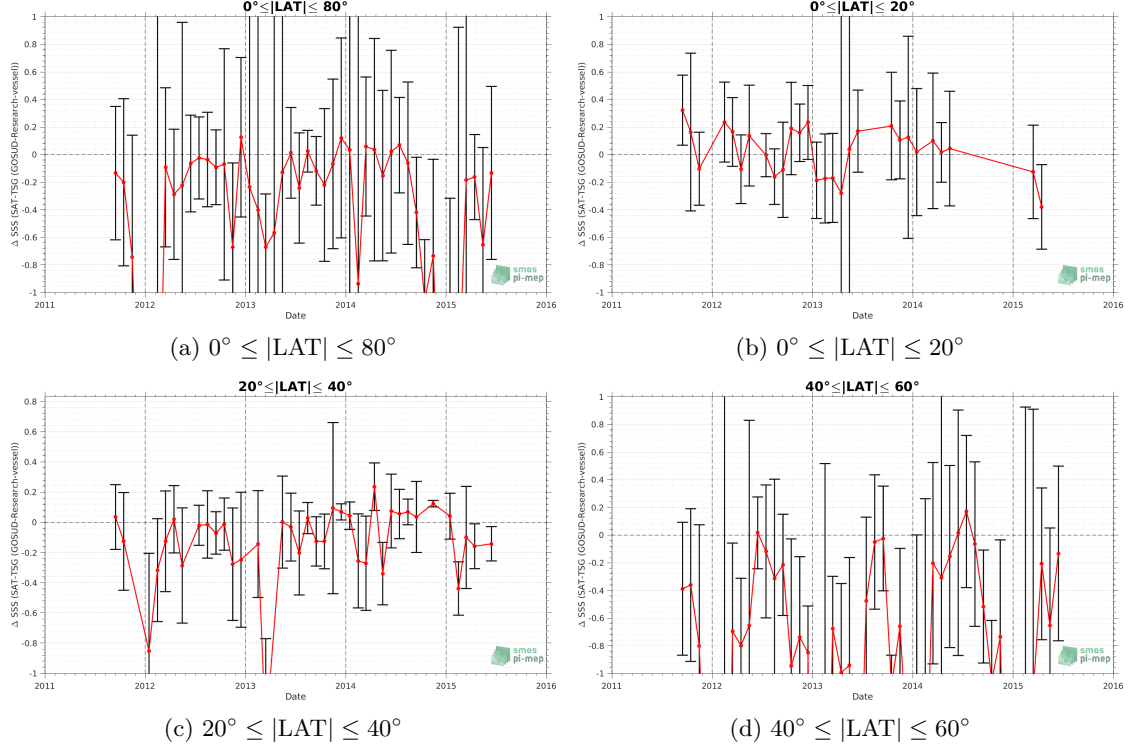 0°≤|LAT|≤ 80°
Δ SSS (SAT-TSG (GOSUD-Research-vessel))
1
0.8
0.6
0.4
0.2
0
-0.2
-0.4
-0.6
-0.8
-1
2011 2012 2013 2014 2015 2016
Date
smos
pi-mep
(a) 0° ≤ |LAT| ≤ 80°
0°≤|LAT|≤ 20°
Δ SSS (SAT-TSG (GOSUD-Research-vessel))
1
0.8
0.6
0.4
0.2
0
-0.2
-0.4
-0.6
-0.8
-1
2011 2012 2013 2014 2015 2016
Date
smos
pi-mep
(b) 0° ≤ |LAT| ≤ 20°
20°≤|LAT|≤ 40°
Δ SSS (SAT-TSG (GOSUD-Research-vessel))
0.8
0.6
0.4
0.2
0
-0.2
-0.4
-0.6
-0.8
-1
2011 2012 2013 2014 2015 2016
Date
smos
pi-mep
(c) 20° ≤ |LAT| ≤ 40°
40°≤|LAT|≤ 60°
Δ SSS (SAT-TSG (GOSUD-Research-vessel))
1
0.8
0.6
0.4
0.2
0
-0.2
-0.4
-0.6
-0.8
-1
2011 2012 2013 2014 2015 2016
Date
smos
pi-mep
(d) 40° ≤ |LAT| ≤ 60°